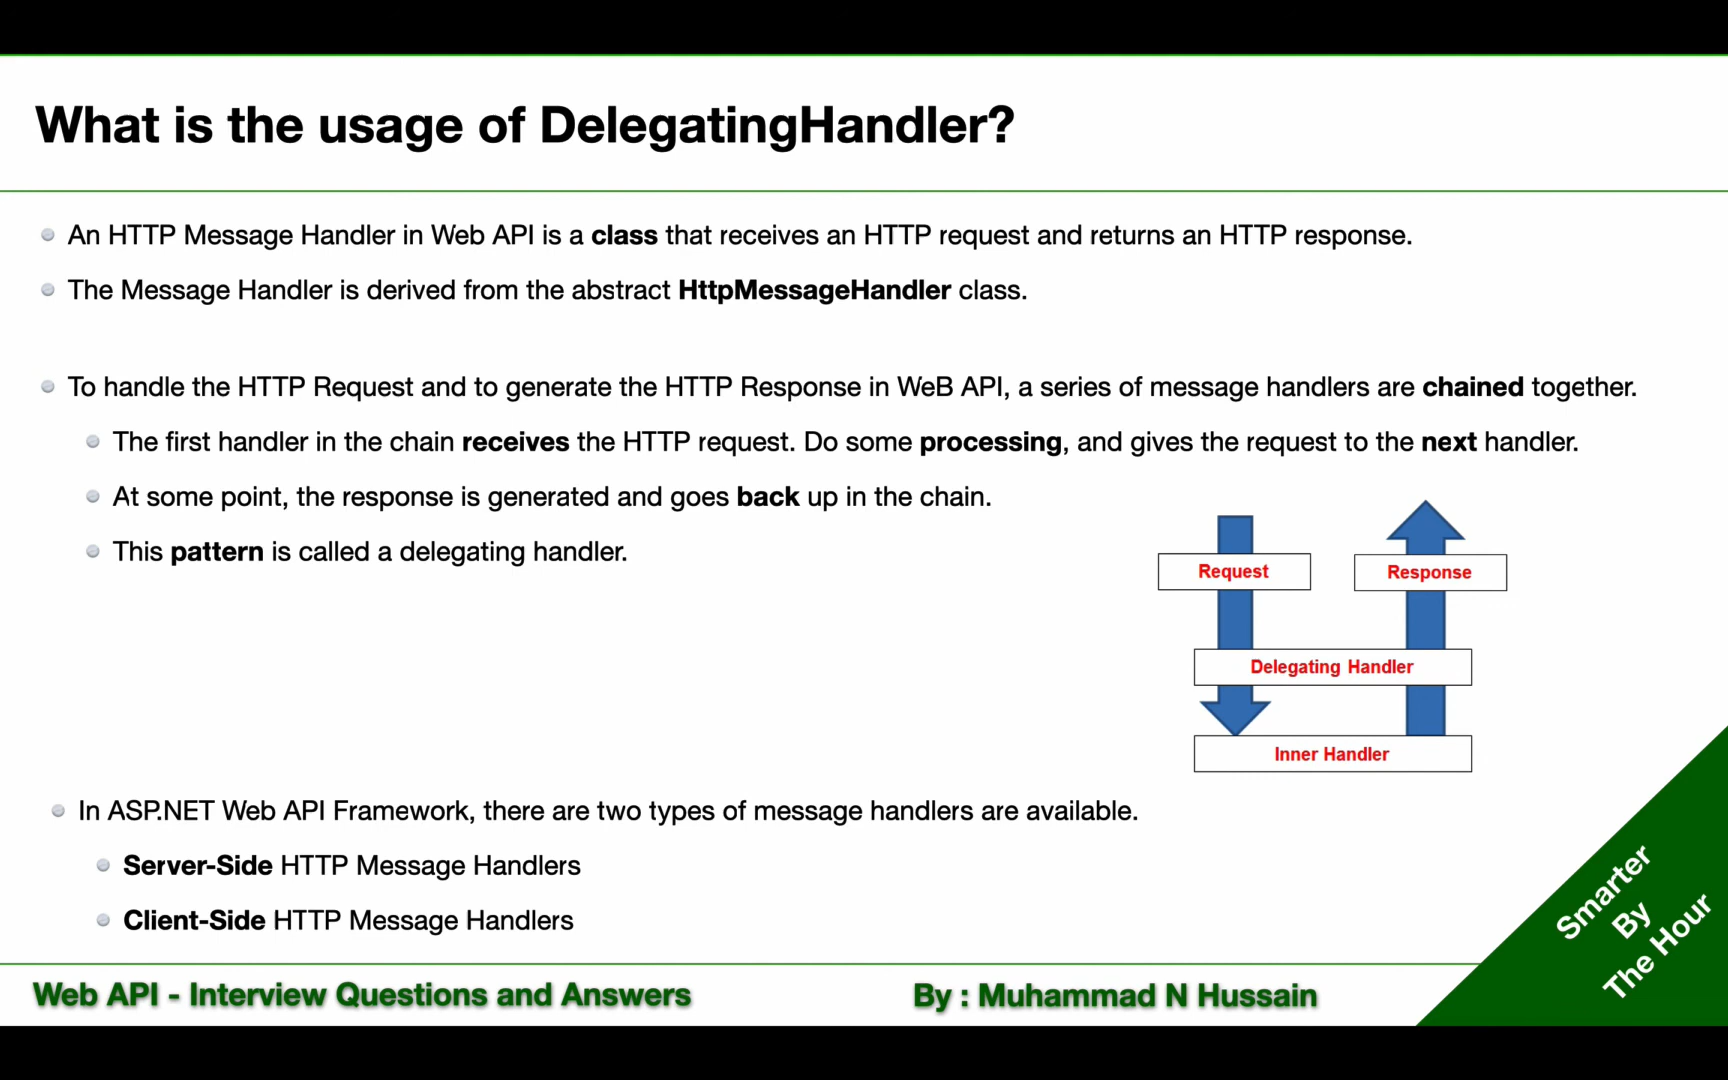 What is the usage of DelegatingHandler?
An HTTP Message Handler in Web API is a class that receives an HTTP request and returns an HTTP response.
The Message Handler is derived from the abstract HttpMessageHandler class.
To handle the HTTP Request and to generate the HTTP Response in WeB API, a series of message handlers are chained together.
The first handler in the chain receives the HTTP request. Do some processing, and gives the request to the next handler.
At some point, the response is generated and goes back up in the chain.
This pattern is called a delegating handler.
Request
Response
Delegating Handler
Inner Handler
In ASP.NET Web API Framework, there are two types of message handlers are available.
Server-Side HTTP Message Handlers
Client-Side HTTP Message Handlers
Smarter
By
The Hour
Web API - Interview Questions and Answers
By : Muhammad N Hussain